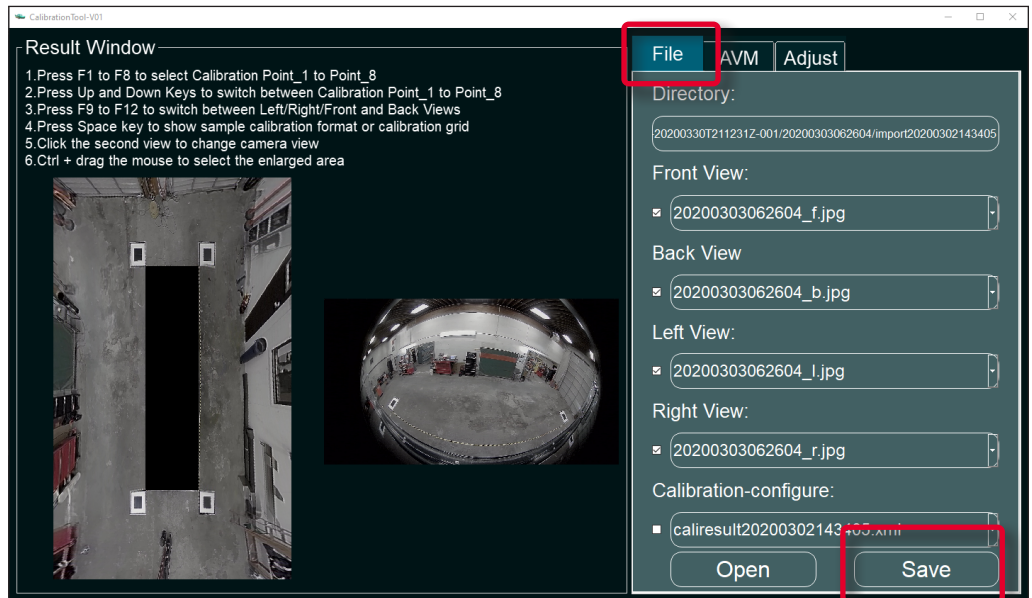 CalibrationTool-V01
Result Window
1.Press F1 to F8 to select Calibration Point_1 to Point_8
2.Press Up and Down Keys to switch between Calibration Point_1 to Point_8
3.Press F9 to F12 to switch between Left/Right/Front and Back Views
4.Press Space key to show sample calibration format or calibration grid
5.Click the second view to change camera view
6.Ctrl + drag the mouse to select the enlarged area
File
AVM
Adjust
Directory:
20200330T211231Z-001/20200303062604/import20200302143405
Front View:
20200303062604_f.jpg
Back View
20200303062604_b.jpg
Left View:
20200303062604_l.jpg
Right View:
20200303062604_r.jpg
Calibration-configure:
caliresult20200302143405.xml
Open
Save